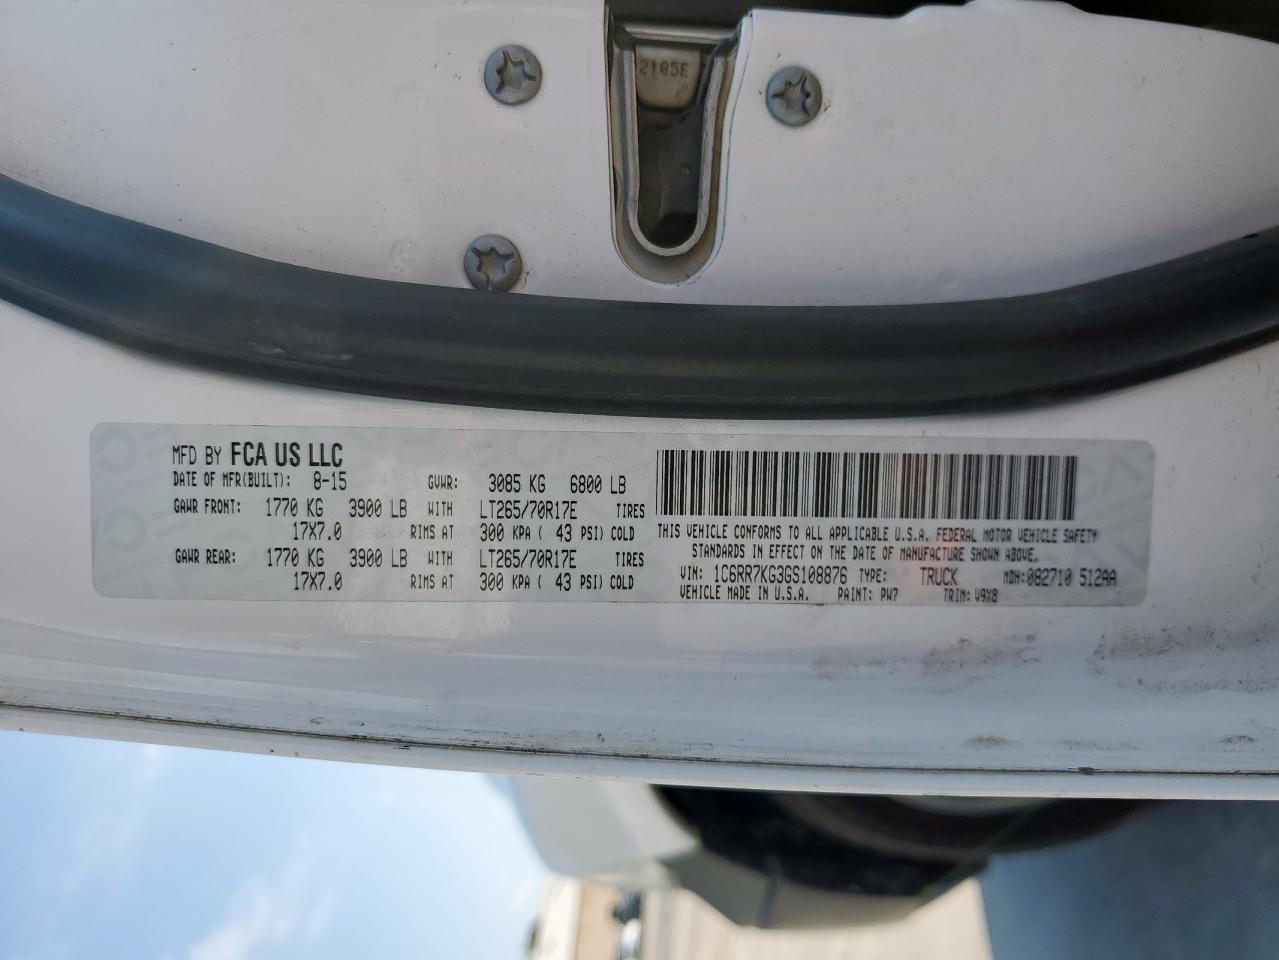 2185E
MFD BY FCA US LLC
DATE OF MFR(BUILT): 8-15 GVWR: 3085 KG 6800 LB
GAWR FRONT: 1770 KG 3900 LB WITH LT265/70R17E TIRES
17X7.0 RIMS AT 300 KPA ( 43 PSI) COLD
GAWR REAR: 1770 KG 3900 LB WITH LT265/70R17E TIRES
17X7.0 RIMS AT 300 KPA ( 43 PSI) COLD
THIS VEHICLE CONFORMS TO ALL APPLICABLE U.S.A. FEDERAL MOTOR VEHICLE SAFETY
STANDARDS IN EFFECT ON THE DATE OF MANUFACTURE SHOWN ABOVE.
VIN: 1C6RR7KG3GS108876 TYPE: TRUCK MDH: 082710 512AA
VEHICLE MADE IN U.S.A. PAINT: PW7 TRIM: V9X8